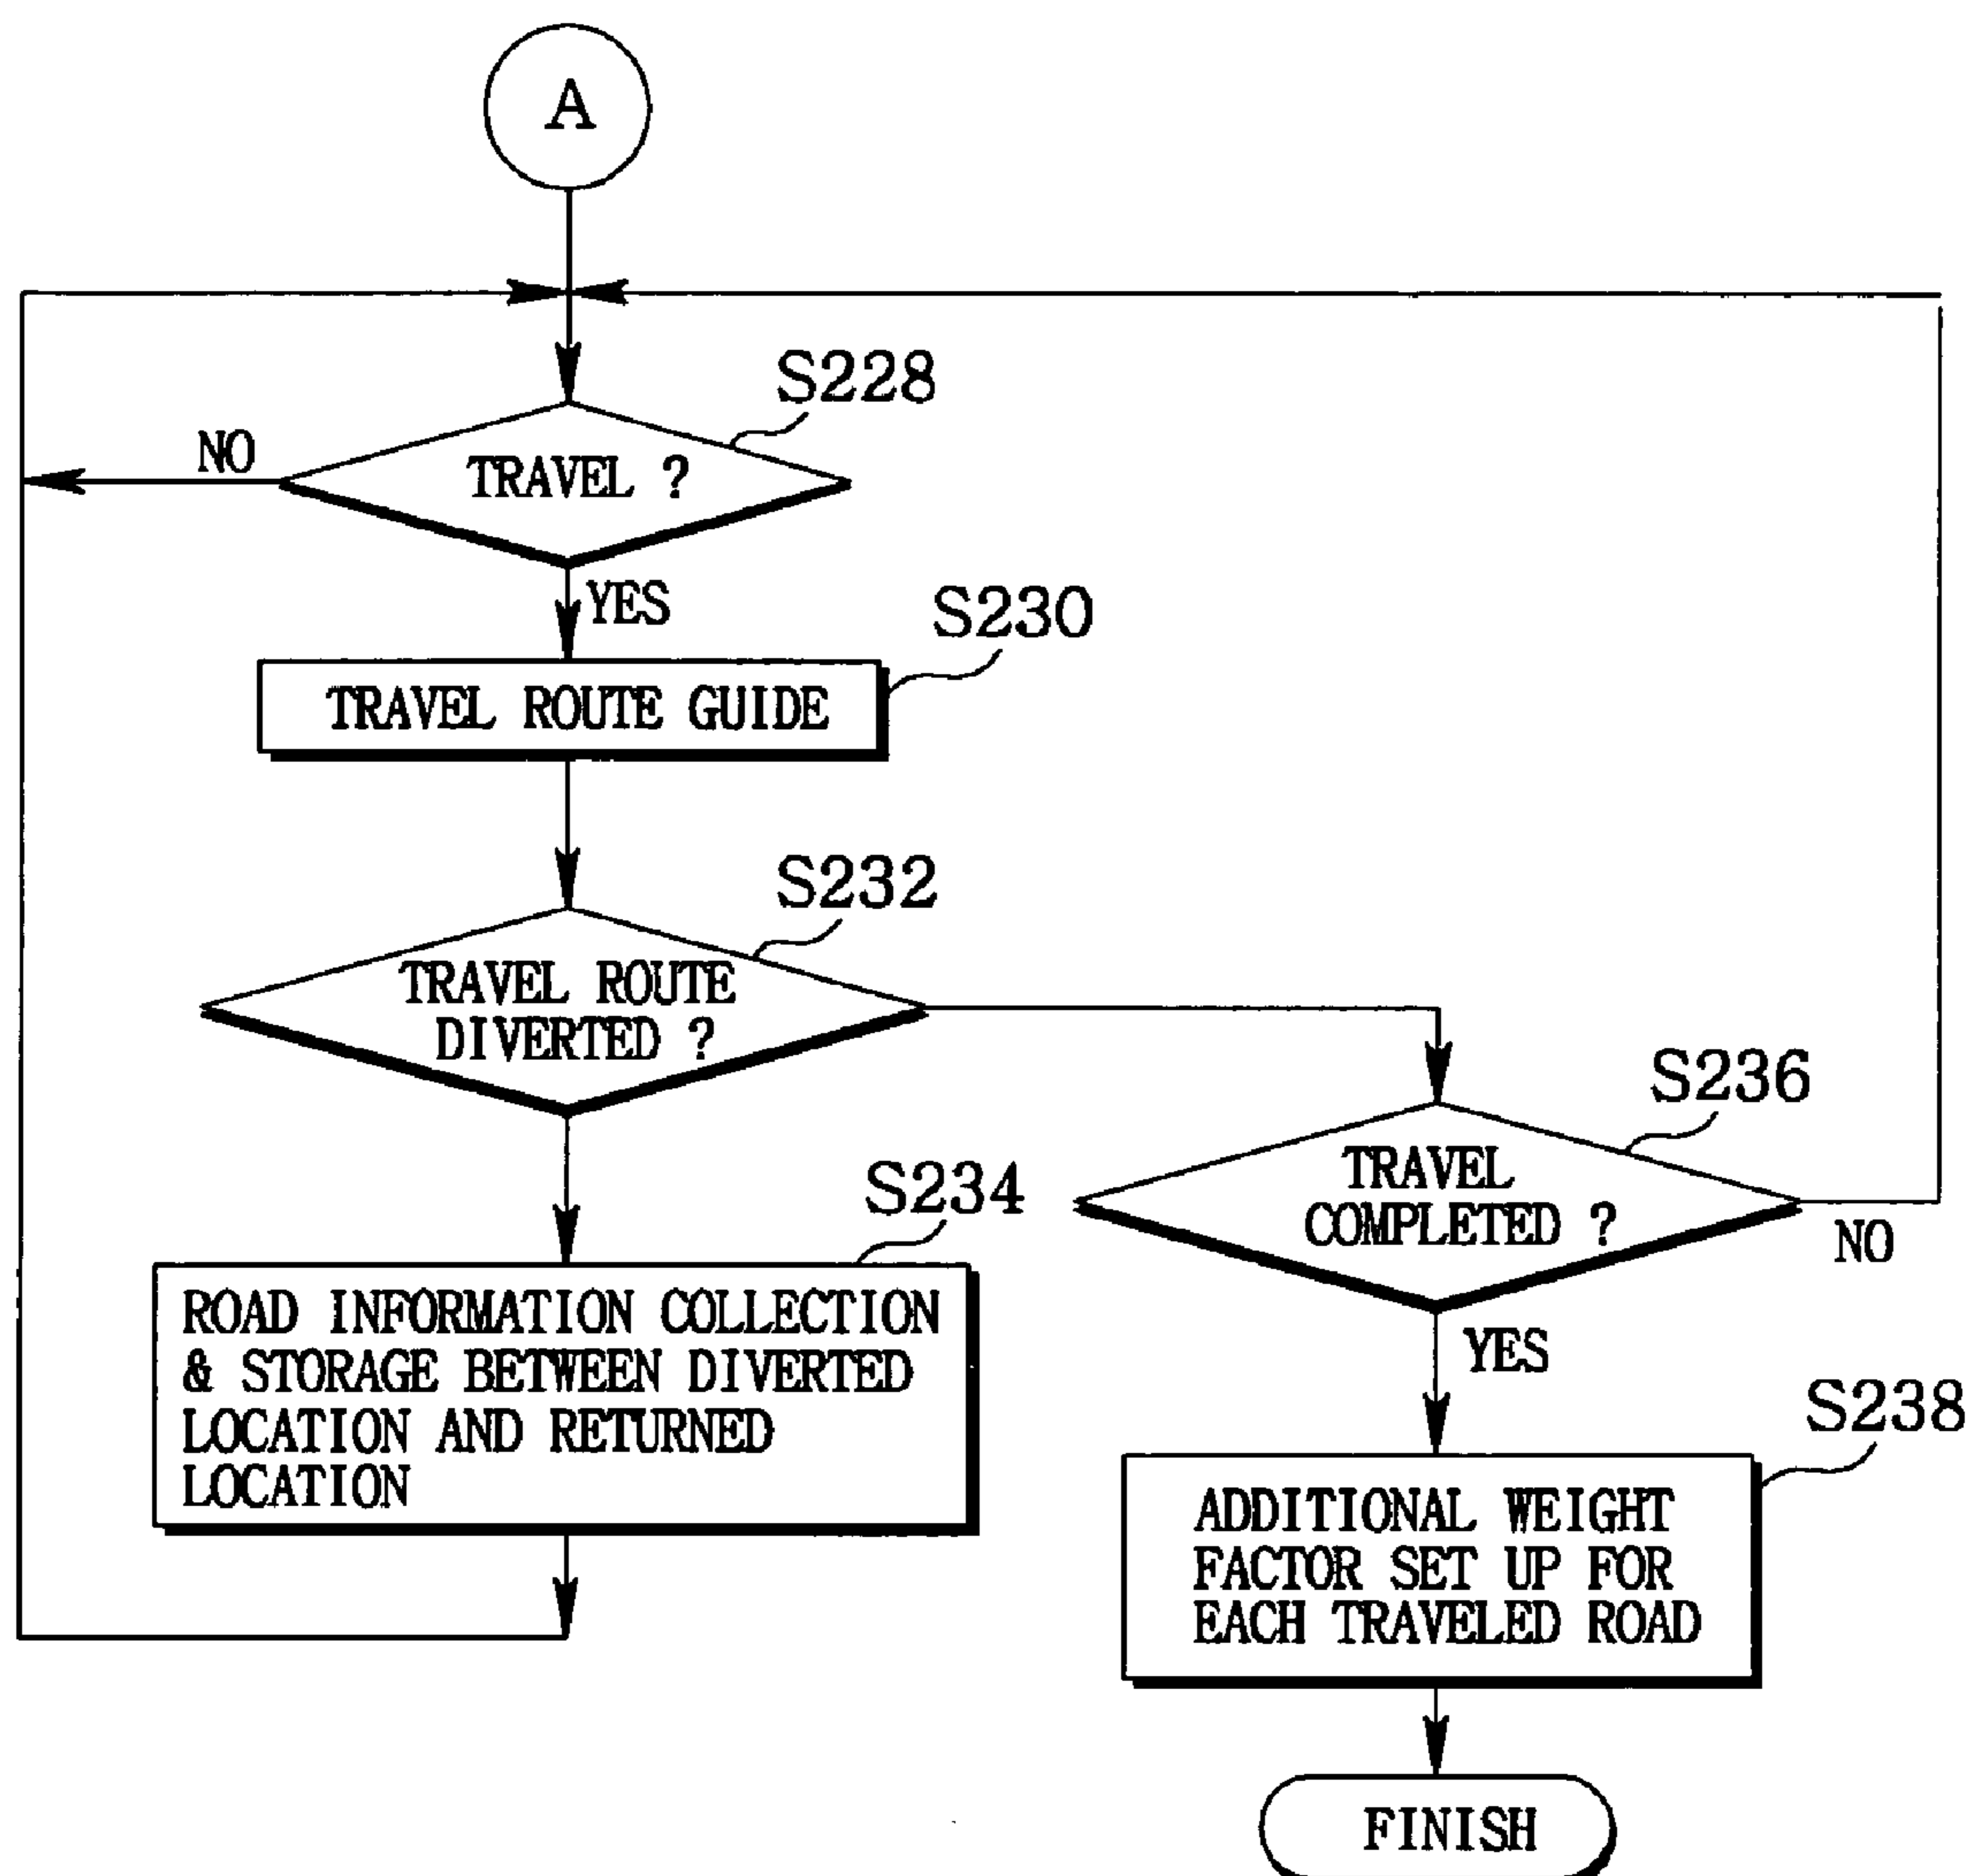 A
S228
NO
TRAVEL ?
YES
S230
TRAVEL ROUTE GUIDE
S232
TRAVEL ROUTE
DIVERTED ?
S236
TRAVEL
COMPLETED ?
NO
S234
ROAD INFORMATION COLLECTION
& STORAGE BETWEEN DIVERTED
LOCATION AND RETURNED
LOCATION
YES
S238
ADDITIONAL WEIGHT
FACTOR SET UP FOR
EACH TRAVELED ROAD
FINISH